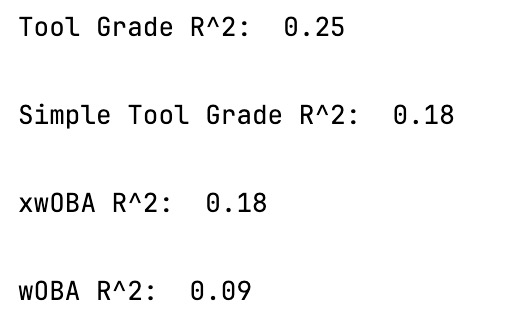 Tool Grade R^2:  0.25
Simple Tool Grade R^2:  0.18
xwOBA R^2:  0.18
wOBA R^2:  0.09